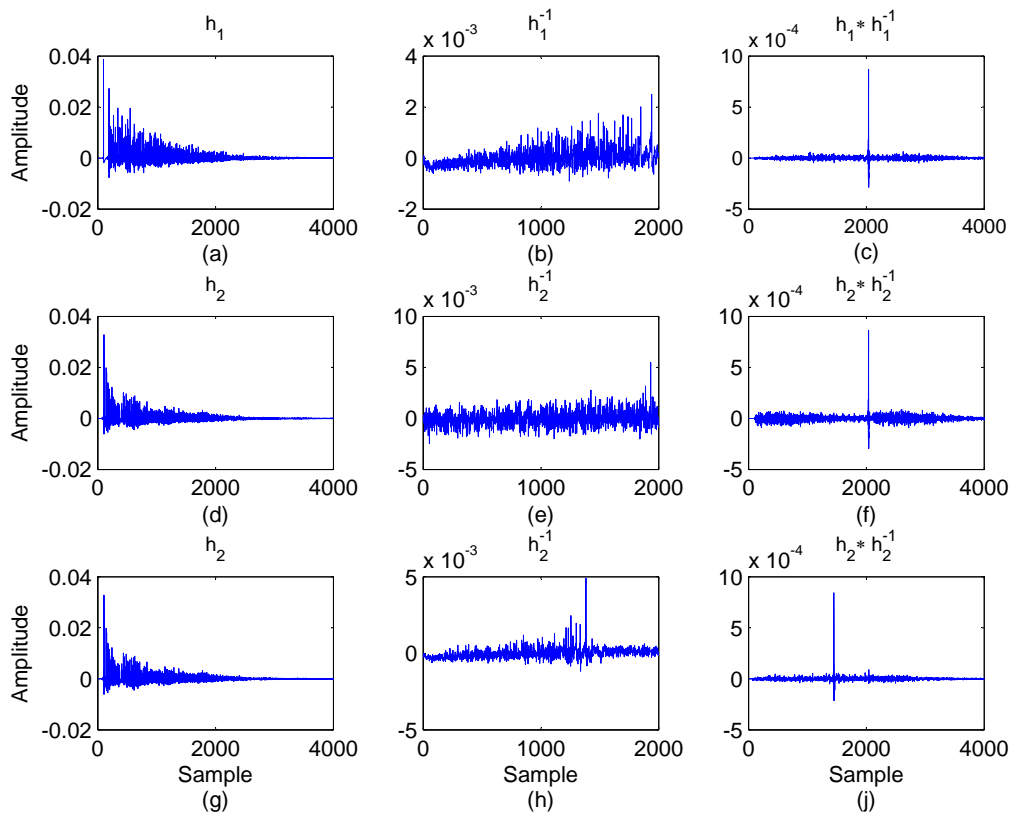 h₁
h₁⁻¹
h₁* h₁⁻¹
x 10⁻³
x 10⁻⁴
0.04
0.02
0
-0.02
Amplitude
0
2000
4000
(a)
4
2
0
-2
0
1000
2000
(b)
10
5
0
-5
0
2000
4000
(c)
h₂
h₂⁻¹
h₂* h₂⁻¹
x 10⁻³
x 10⁻⁴
0.04
0.02
0
-0.02
Amplitude
0
2000
4000
(d)
10
5
0
-5
0
1000
2000
(e)
10
5
0
-5
0
2000
4000
(f)
h₂
h₂⁻¹
h₂* h₂⁻¹
x 10⁻³
x 10⁻⁴
0.04
0.02
0
-0.02
Amplitude
0
2000
4000
Sample
(g)
5
0
-5
0
1000
2000
Sample
(h)
10
5
0
-5
0
2000
4000
Sample
(j)